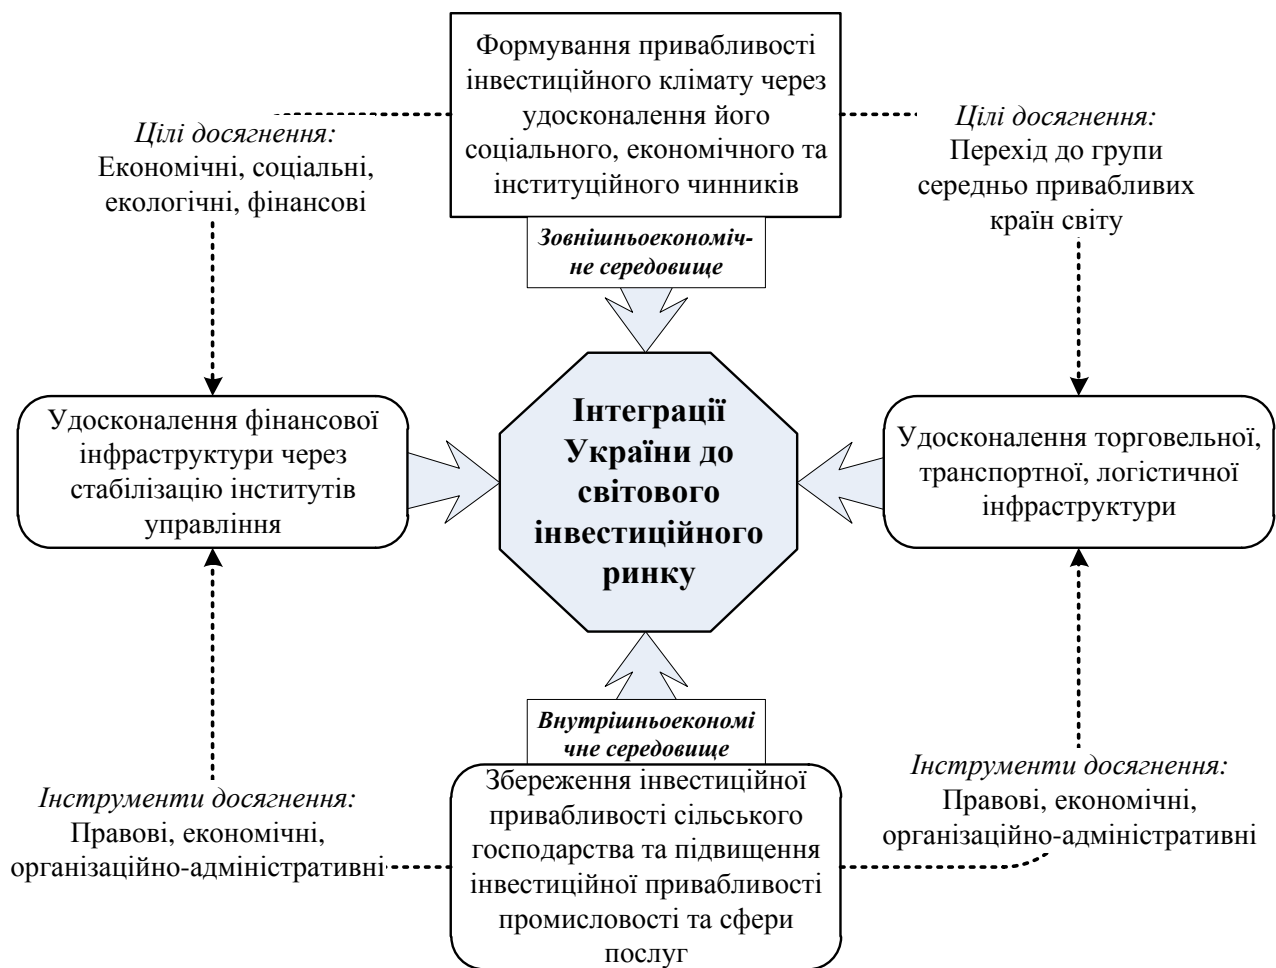 Формування привабливості
інвестиційного клімату через
удосконалення його
соціального, економічного та
інституційного чинників
Цілі досягнення:
Економічні, соціальні,
екологічні, фінансові
Цілі досягнення:
Перехід до групи
середньо привабливих
країн світу
Зовнішньоекономіч-
не середовище
Удосконалення фінансової
інфраструктури через
стабілізацію інститутів
управління
Інтеграції
України до
світового
інвестиційного
ринку
Удосконалення торговельної,
транспортної, логістичної
інфраструктури
Внутрішньоекономі
чне середовище
Інструменти досягнення:
Правові, економічні,
організаційно-адміністративні
Збереження інвестиційної
привабливості сільського
господарства та підвищення
інвестиційної привабливості
промисловості та сфери
послуг
Інструменти досягнення:
Правові, економічні,
організаційно-адміністративні